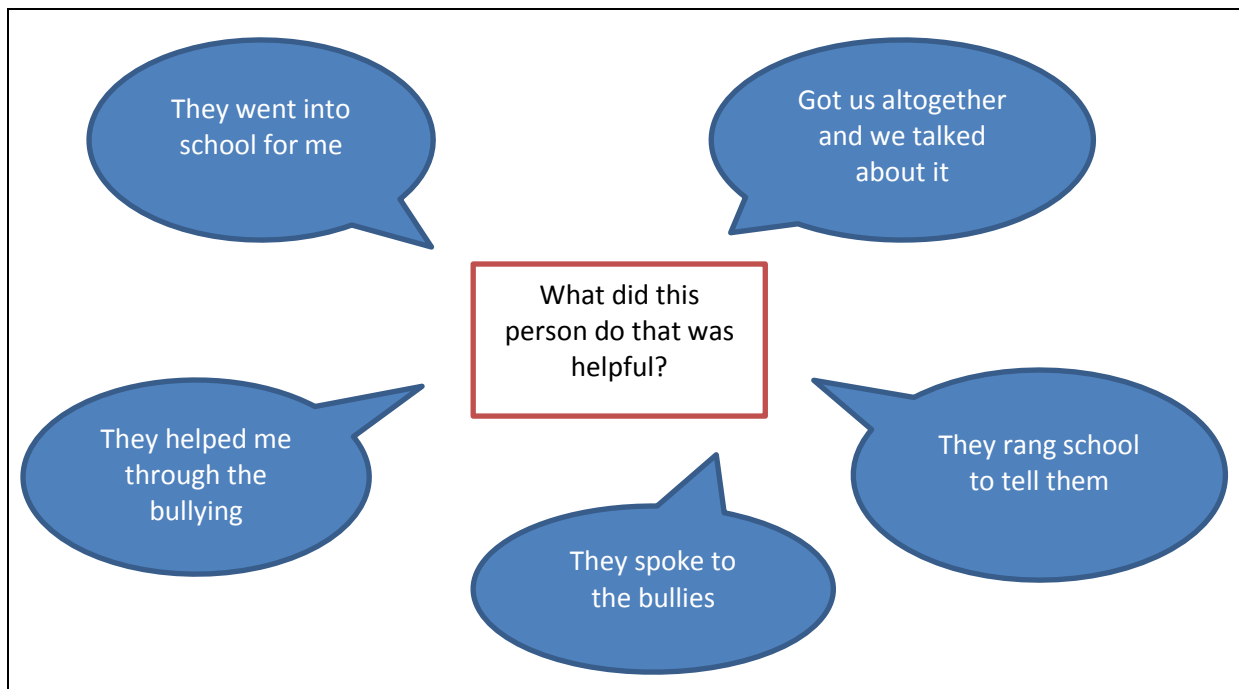 They went into
school for me
Got us altogether
and we talked
about it
What did this
person do that was
helpful?
They helped me
through the
bullying
They rang school
to tell them
They spoke to
the bullies